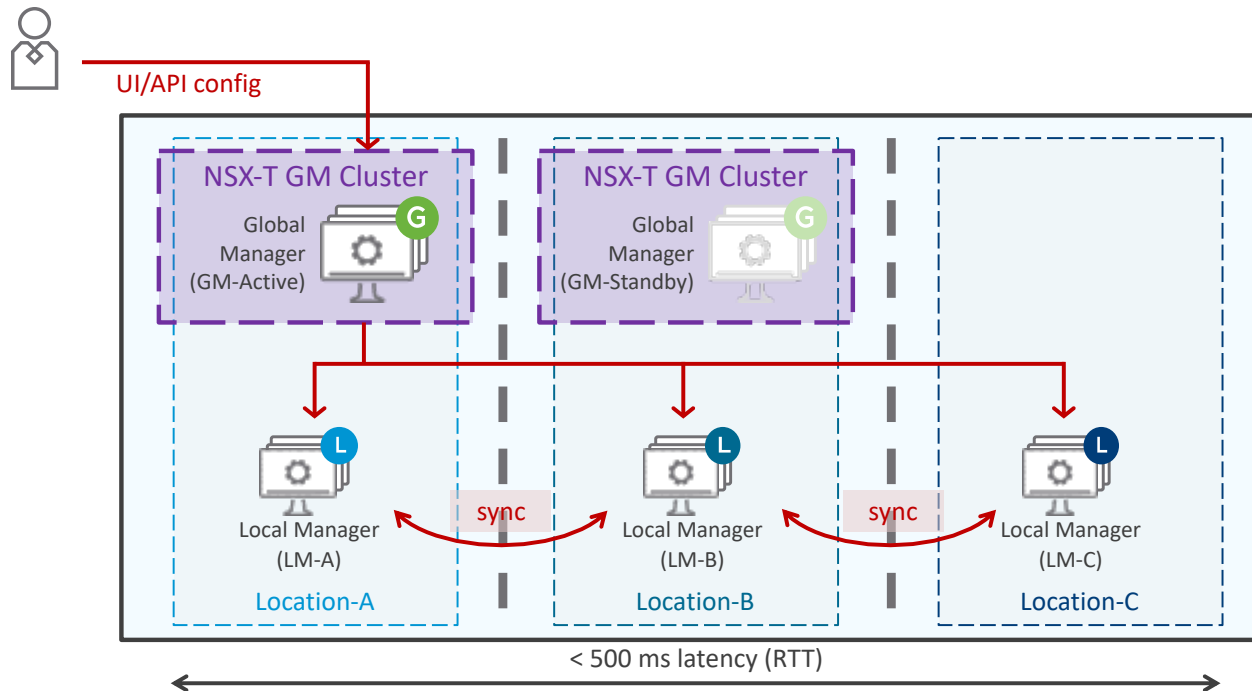 UI/API config
NSX-T GM Cluster
Global
Manager
(GM-Active)
G
NSX-T GM Cluster
Global
Manager
(GM-Standby)
G
L
Local Manager
(LM-A)
Location-A
sync
L
Local Manager
(LM-B)
Location-B
sync
L
Local Manager
(LM-C)
Location-C
< 500 ms latency (RTT)